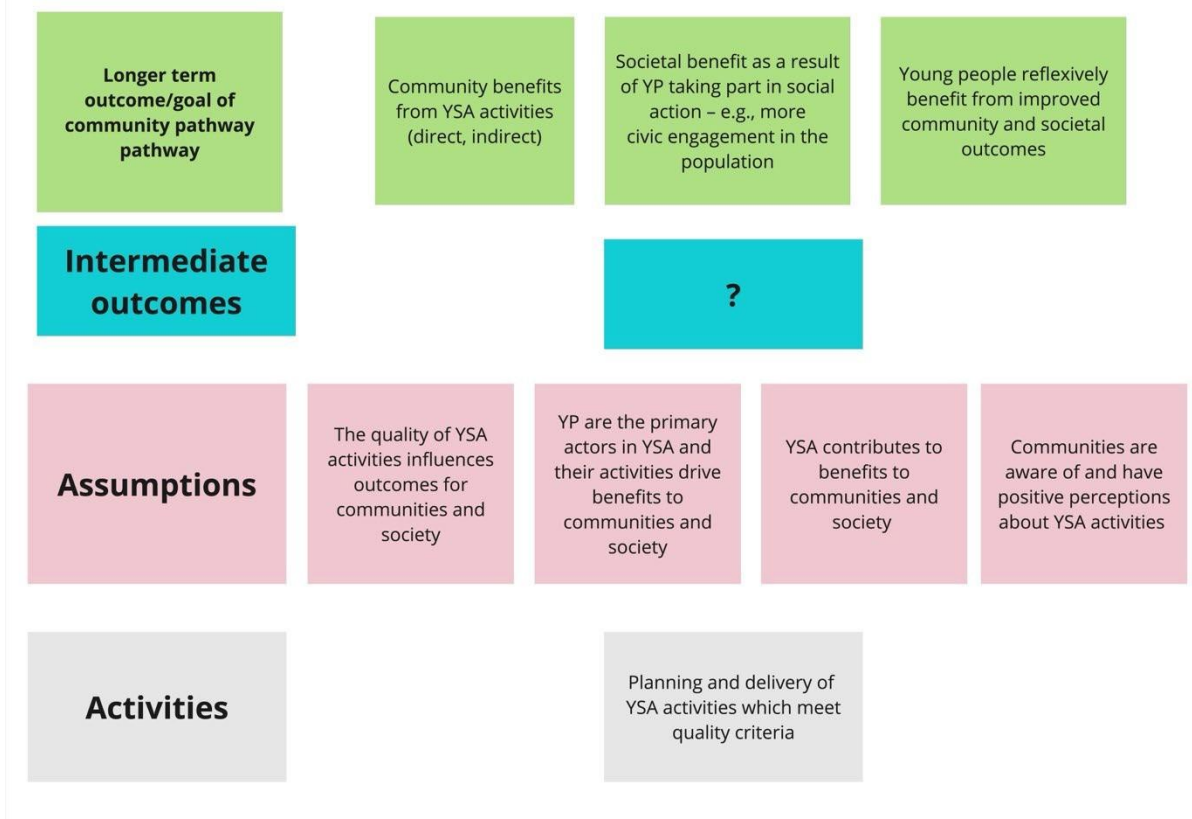 Longer term
outcome/goal of
community pathway
pathway
Community benefits
from YSA activities
(direct, indirect)
Societal benefit as a result
of YP taking part in social
action – e.g., more
civic engagement in the
population
Young people reflexively
benefit from improved
community and societal
outcomes
Intermediate
outcomes
?
Assumptions
The quality of YSA
activities influences
outcomes for
communities and
society
YP are the primary
actors in YSA and
their activities drive
benefits to
communities and
society
YSA contributes to
benefits to
communities and
society
Communities are
aware of and have
positive perceptions
about YSA activities
Activities
Planning and delivery of
YSA activities which meet
quality criteria